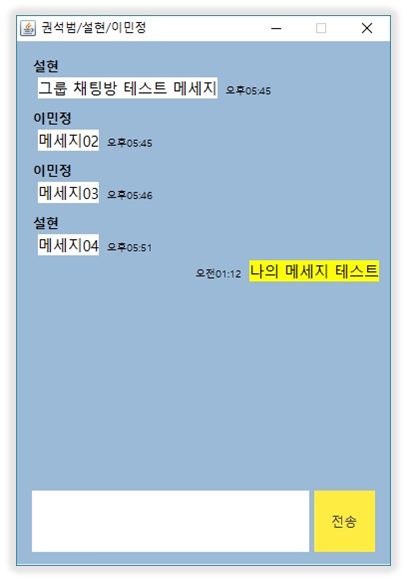 권석범/설현/이민정
설현
그룹 채팅방 테스트 메세지 오후05:45
이민정
메세지02 오후05:45
이민정
메세지03 오후05:46
설현
메세지04 오후05:51
오전01:12 나의 메세지 테스트
전송